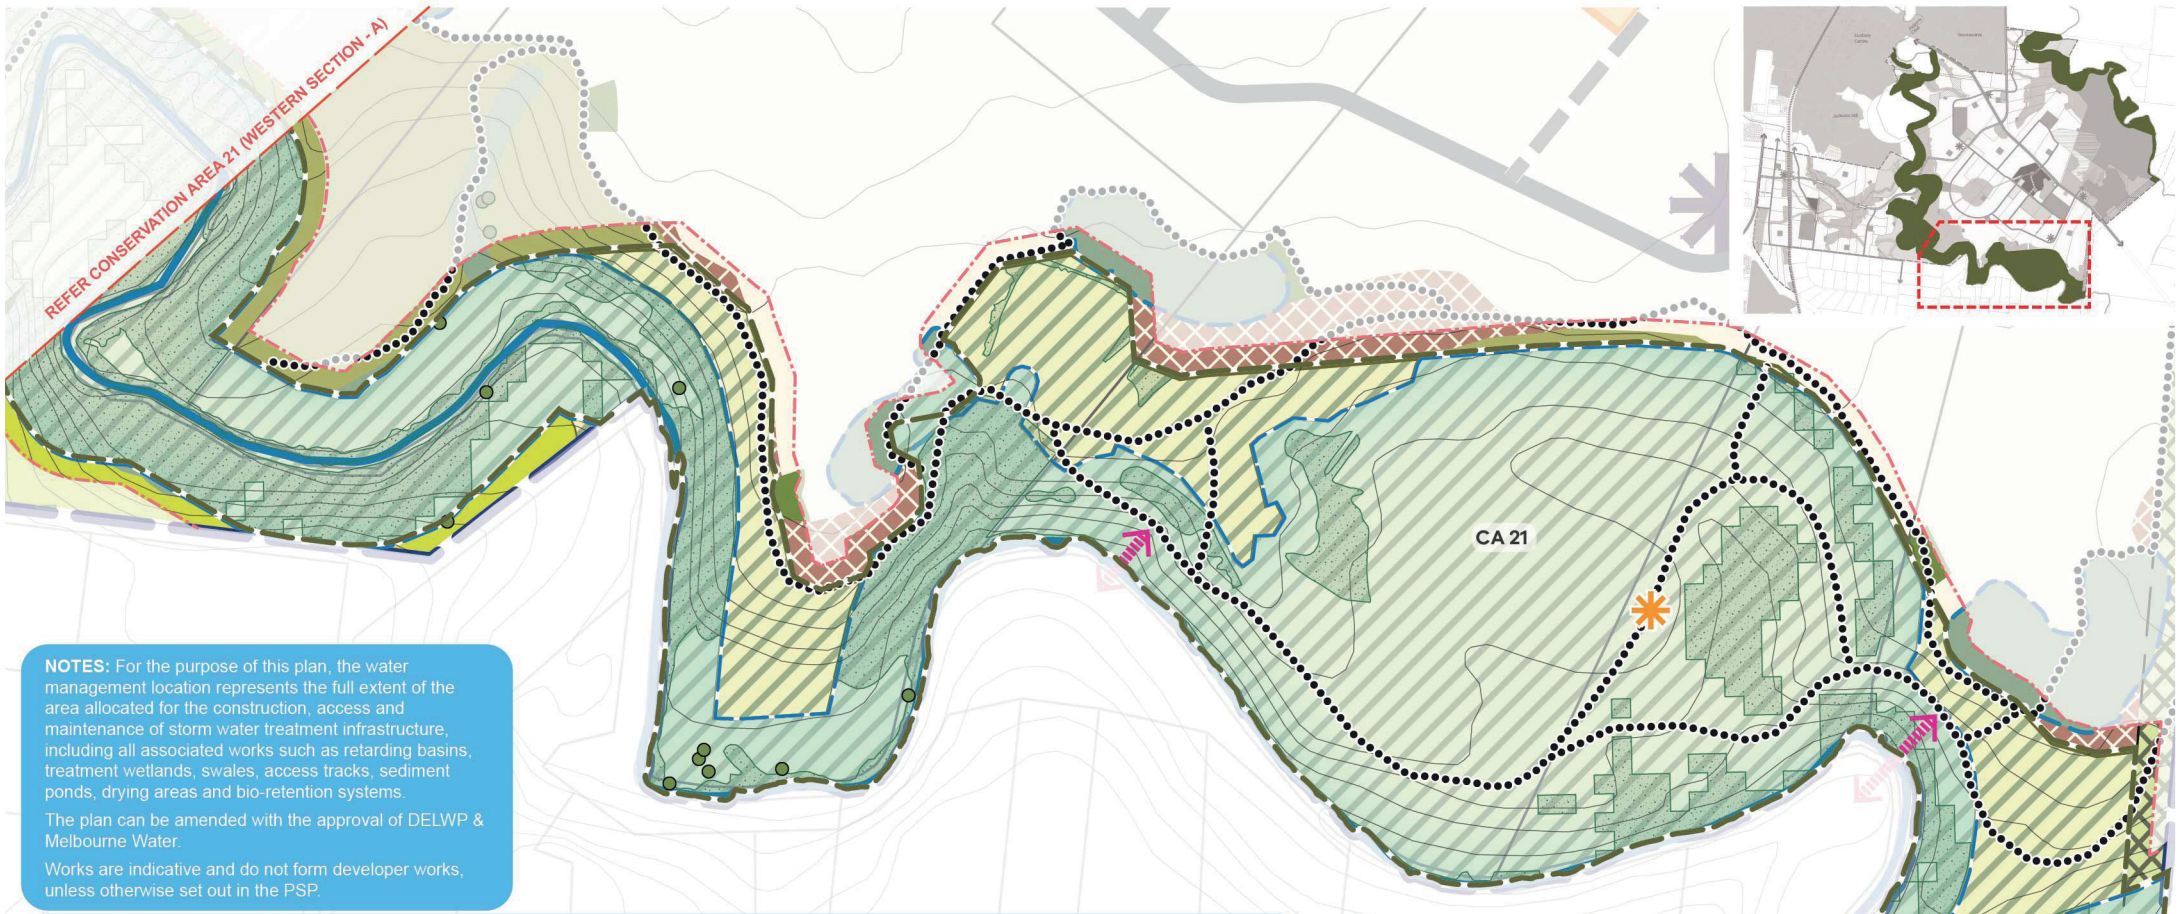 REFER CONSERVATION AREA 21 (WESTERN SECTION - A)
CA 21
NOTES: For the purpose of this plan, the water
management location represents the full extent of the
area allocated for the construction, access and
maintenance of storm water treatment infrastructure,
including all associated works such as retarding basins,
treatment wetlands, swales, access tracks, sediment
ponds, drying areas and bio-retention systems.
The plan can be amended with the approval of DELWP &
Melbourne Water.
Works are indicative and do not form developer works,
unless otherwise set out in the PSP.